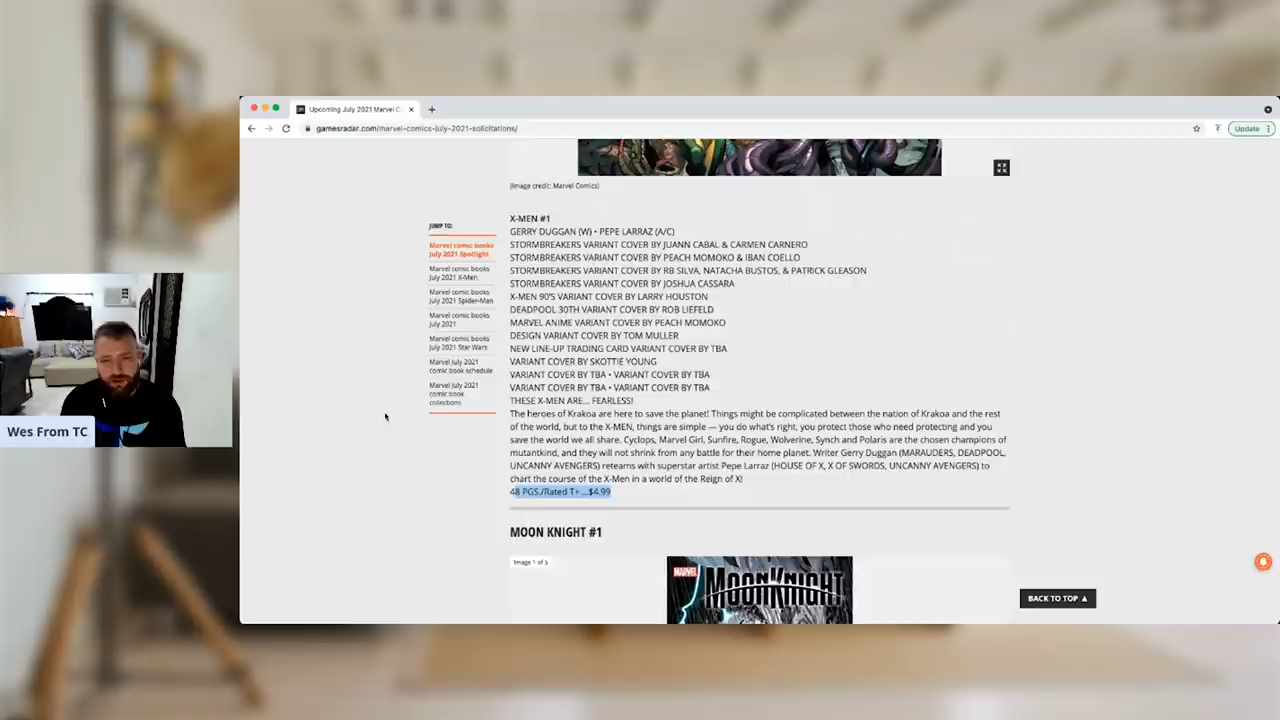 Upcoming July 2021 Marvel C
gamesradar.com/marvel-comics-july-2021-solicitations/
Update
(Image credit: Marvel Comics)
JUMP TO:
Marvel comic books
July 2021 Spotlight
Marvel comic books
July 2021 X-Men
Marvel comic books
July 2021 Spider-Man
Marvel comic books
July 2021
Marvel comic books
July 2021 Star Wars
Marvel July 2021
comic book schedule
Marvel July 2021
comic book
collections
X-MEN #1
GERRY DUGGAN (W) • PEPE LARRAZ (A/C)
STORMBREAKERS VARIANT COVER BY JUANN CABAL & CARMEN CARNERO
STORMBREAKERS VARIANT COVER BY PEACH MOMOKO & IBAN COELLO
STORMBREAKERS VARIANT COVER BY RB SILVA, NATACHA BUSTOS, & PATRICK GLEASON
STORMBREAKERS VARIANT COVER BY JOSHUA CASSARA
X-MEN 90'S VARIANT COVER BY LARRY HOUSTON
DEADPOOL 30TH VARIANT COVER BY ROB LIEFELD
MARVEL ANIME VARIANT COVER BY PEACH MOMOKO
DESIGN VARIANT COVER BY TOM MULLER
NEW LINE-UP TRADING CARD VARIANT COVER BY TBA
VARIANT COVER BY SKOTTIE YOUNG
VARIANT COVER BY TBA • VARIANT COVER BY TBA
VARIANT COVER BY TBA • VARIANT COVER BY TBA
THESE X-MEN ARE... FEARLESS!
The heroes of Krakoa are here to save the planet! Things might be complicated between the nation of Krakoa and the rest
of the world, but to the X-MEN, things are simple — you do what's right, you protect those who need protecting and you
save the world we all share. Cyclops, Marvel Girl, Sunfire, Rogue, Wolverine, Synch and Polaris are the chosen champions of
mutantkind, and they will not shrink from any battle for their home planet. Writer Gerry Duggan (MARAUDERS, DEADPOOL,
UNCANNY AVENGERS) reteams with superstar artist Pepe Larraz (HOUSE OF X, X OF SWORDS, UNCANNY AVENGERS) to
chart the course of the X-Men in a world of the Reign of X!
48 PGS./Rated T+ ...$4.99
MOON KNIGHT #1
Image 1 of 5
MARVEL
MOON KNIGHT
BACK TO TOP ▲
Wes From TC